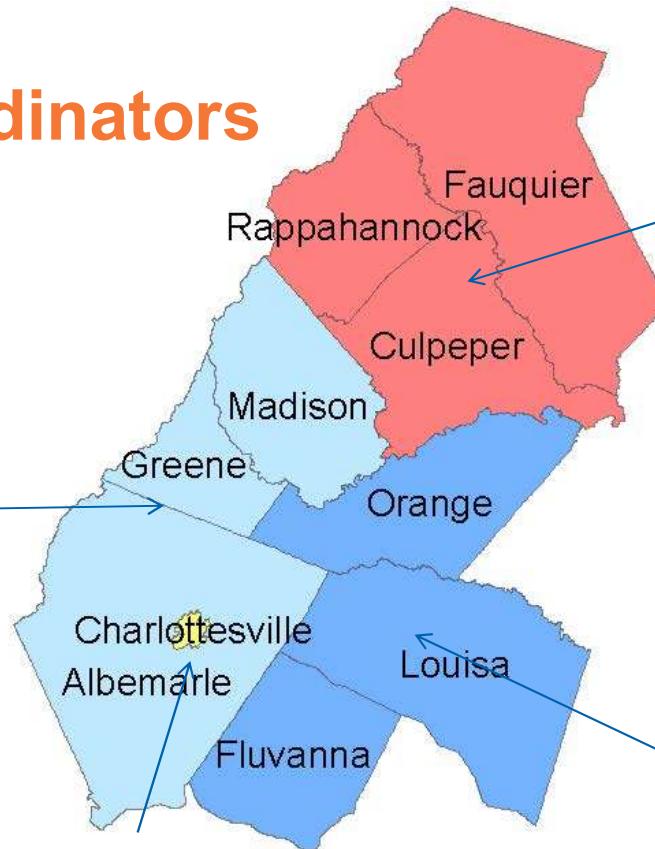 dinators
Fauquier
Rappahannock
Culpeper
Madison
Greene
Orange
Charlottesville
Louisa
Albemarle
Fluvanna